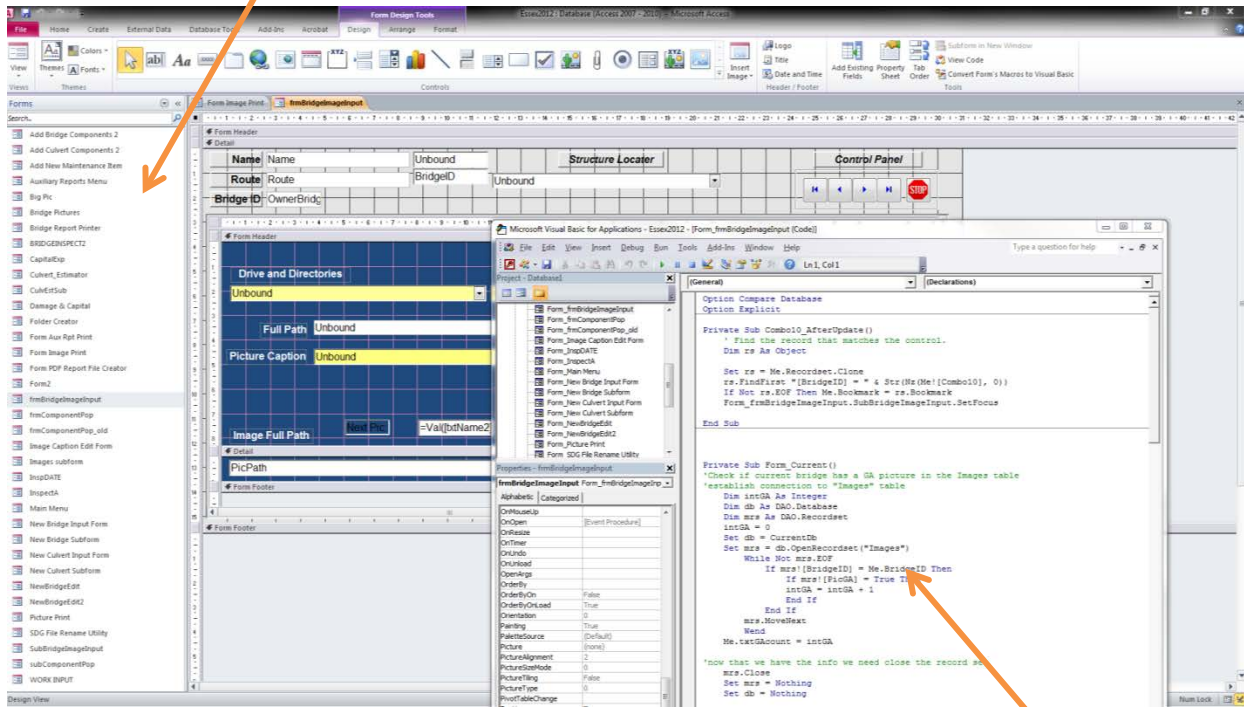 Form Design Tools
Essex2012 : Database (Access 2007 - 2010) - Microsoft Access
File Home Create External Data Database Tools Add-Ins Acrobat Design Arrange Format
View
Themes
Colors
Fonts
Insert Image
Logo
Title
Date and Time
Add Existing Fields
Property Sheet
Tab Order
Subform in New Window
View Code
Convert Form's Macros to Visual Basic
Views Themes Controls Header / Footer Tools
Forms
Search..
Add Bridge Components 2
Add Culvert Components 2
Add New Maintenance Item
Auxiliary Reports Menu
Big Pic
Bridge Pictures
Bridge Report Printer
BRIDGEINSPECT2
CapitalExp
Culvert_Estimator
CulvEstSub
Damage & Capital
Folder Creator
Form Aux Rpt Print
Form Image Print
Form PDF Report File Creator
Form2
frmBridgeImageInput
frmComponentPop
frmComponentPop_old
Image Caption Edit Form
Images subform
InspDATE
InspectA
Main Menu
New Bridge Input Form
New Bridge Subform
New Culvert Input Form
New Culvert Subform
NewBridgeEdit
NewBridgeEdit2
Picture Print
SDG File Rename Utility
SubBridgeImageInput
subComponentPop
WORK INPUT
Design View
Num Lock
Form Image Print frmBridgeImageInput
Form Header
Detail
Name Name Unbound Structure Locater Control Panel
Route Route BridgeID Unbound STOP
Bridge ID OwnerBridg
Form Header
Drive and Directories
Unbound
Full Path Unbound
Picture Caption Unbound
Image Full Path Next Pic =Val([txtName2
Detail
PicPath
Form Footer
Form Footer
Microsoft Visual Basic for Applications - Essex2012 - [Form_frmBridgeImageInput (Code)]
File Edit View Insert Debug Run Tools Add-Ins Window Help Type a question for help
Ln 1, Col 1
Project - Database1
Form_frmBridgeImageInput
Form_frmComponentPop
Form_frmComponentPop_old
Form_Image Caption Edit Form
Form_InspDATE
Form_InspectA
Form_Main Menu
Form_New Bridge Input Form
Form_New Bridge Subform
Form_New Culvert Input Form
Form_New Culvert Subform
Form_NewBridgeEdit
Form_NewBridgeEdit2
Form_Picture Print
Form_SDG File Rename Utility
Properties - frmBridgeImageInput
frmBridgeImageInput Form_frmBridgeImageInp
Alphabetic Categorized
OnMouseUp
OnOpen [Event Procedure]
OnResize
OnTimer
OnUndo
OnUnload
OpenArgs
OrderBy
OrderByOn False
OrderByOnLoad True
Orientation 0
Painting True
PaletteSource (Default)
Picture (none)
PictureAlignment 2
PictureSizeMode 0
PictureTiling False
PictureType 0
PivotTableChange
(General) (Declarations)
Option Compare Database
Option Explicit
Private Sub Combo10_AfterUpdate()
' Find the record that matches the control.
Dim rs As Object
Set rs = Me.Recordset.Clone
rs.FindFirst "[BridgeID] = " & Str(Nz(Me![Combo10], 0))
If Not rs.EOF Then Me.Bookmark = rs.Bookmark
Form_frmBridgeImageInput.SubBridgeImageInput.SetFocus
End Sub
Private Sub Form_Current()
'Check if current bridge has a GA picture in the Images table
'establish connection to "Images" table
Dim intGA As Integer
Dim db As DAO.Database
Dim mrs As DAO.Recordset
intGA = 0
Set db = CurrentDb
Set mrs = db.OpenRecordset("Images")
While Not mrs.EOF
If mrs![BridgeID] = Me.BridgeID Then
If mrs![PicGA] = True Th
intGA = intGA + 1
End If
End If
mrs.MoveNext
Wend
Me.txtGAcount = intGA
'now that we have the info we need close the record se
mrs.Close
Set mrs = Nothing
Set db = Nothing